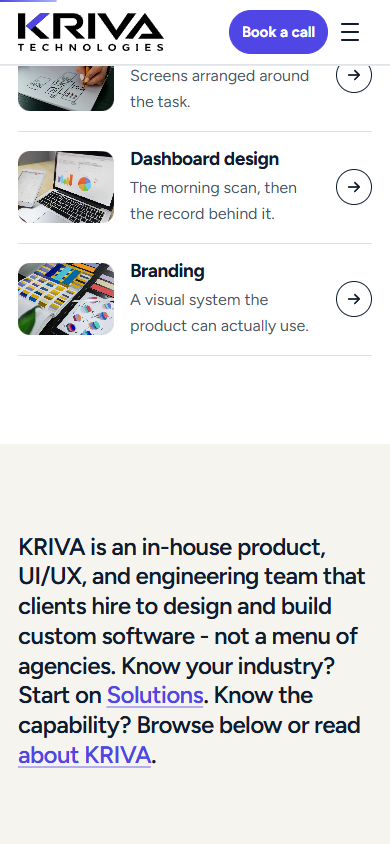 KRIVA
TECHNOLOGIES
Book a call
Screens arranged around
the task.
Dashboard design
The morning scan, then
the record behind it.
Branding
A visual system the
product can actually use.
KRIVA is an in-house product,
UI/UX, and engineering team that
clients hire to design and build
custom software - not a menu of
agencies. Know your industry?
Start on Solutions. Know the
capability? Browse below or read
about KRIVA.